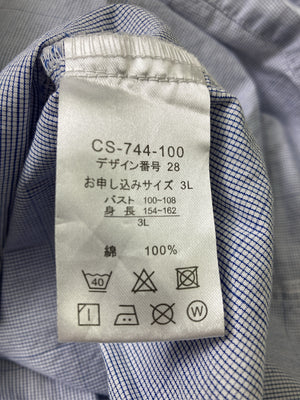 CS-744-100
デザイン番号 28
お申し込みサイズ 3L
バスト 100~108
身長 154~162
3L
綿 100%
40
W